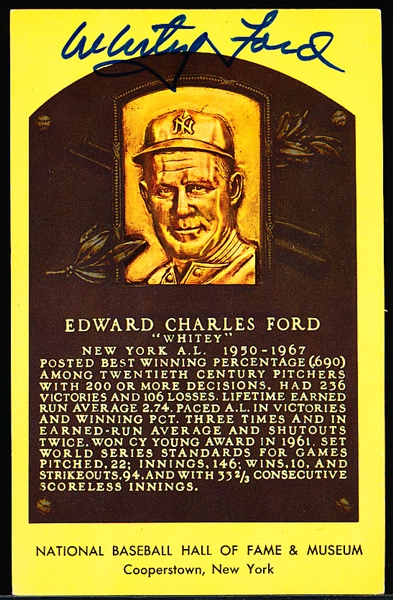 Whitey Ford
NY
EDWARD CHARLES FORD
"WHITEY"
NEW YORK A.L. 1950-1967
POSTED BEST WINNING PERCENTAGE (.690)
AMONG TWENTIETH CENTURY PITCHERS
WITH 200 OR MORE DECISIONS. HAD 236
VICTORIES AND 106 LOSSES. LIFETIME EARNED
RUN AVERAGE 2.74. PACED A.L. IN VICTORIES
AND WINNING PCT. THREE TIMES AND IN
EARNED-RUN AVERAGE AND SHUTOUTS
TWICE. WON CY YOUNG AWARD IN 1961. SET
WORLD SERIES STANDARDS FOR GAMES
PITCHED, 22; INNINGS, 146; WINS, 10, AND
STRIKEOUTS, 94, AND WITH 33 2/3 CONSECUTIVE
SCORELESS INNINGS.
NATIONAL BASEBALL HALL OF FAME & MUSEUM
Cooperstown, New York